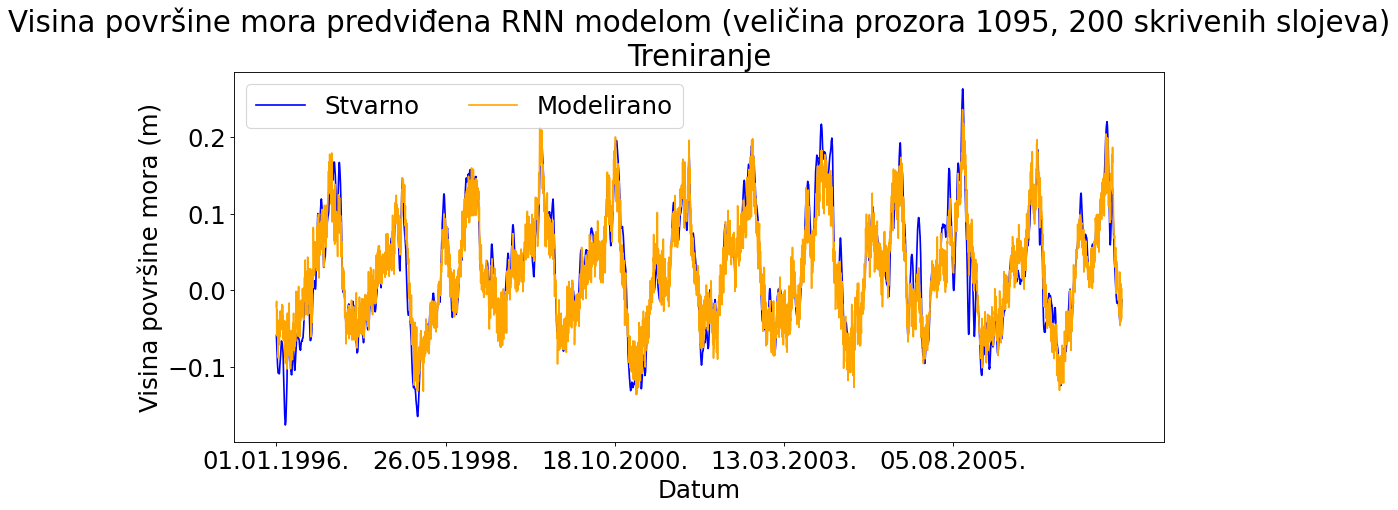 Visina površine mora predviđena RNN modelom (veličina prozora 1095, 200 skrivenih slojeva)
Treniranje
Stvarno
Modelirano
Visina površine mora (m)
0.2
0.1
0.0
−0.1
01.01.1996.
26.05.1998.
18.10.2000.
13.03.2003.
05.08.2005.
Datum